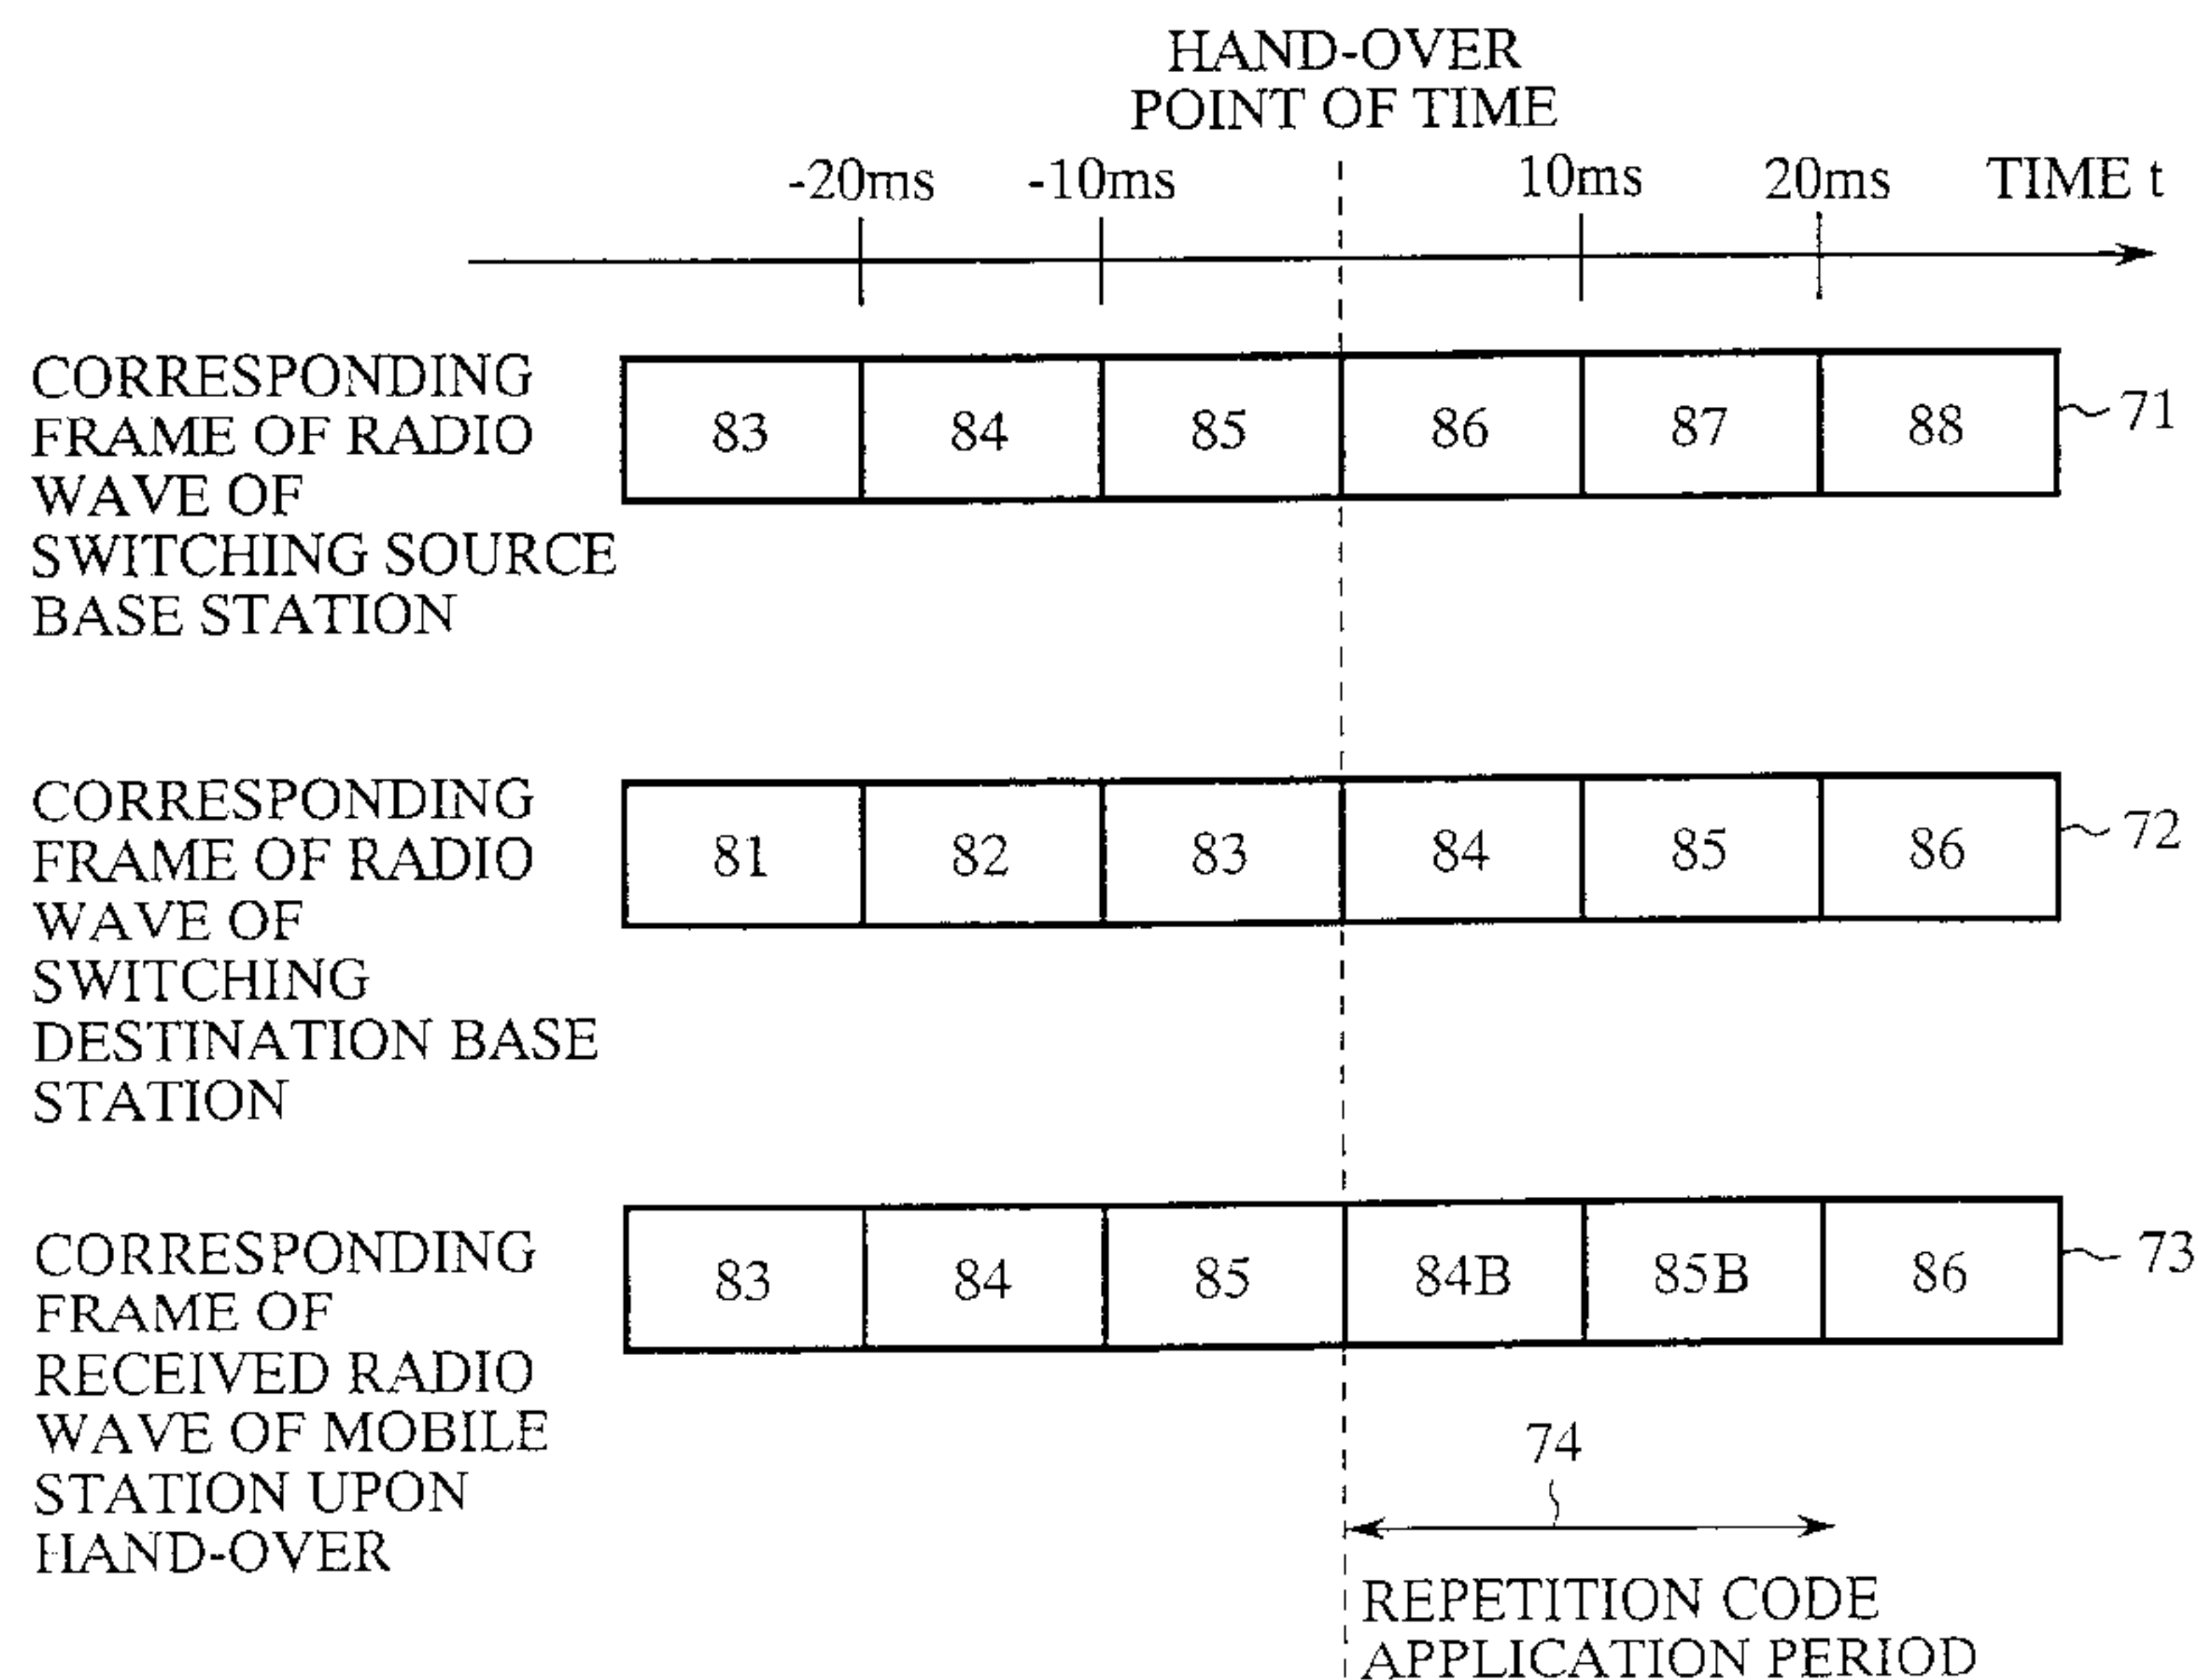 HAND-OVER
POINT OF TIME
-20ms -10ms 10ms 20ms TIME t
CORRESPONDING
FRAME OF RADIO
WAVE OF
SWITCHING SOURCE
BASE STATION
83 84 85 86 87 88 71
CORRESPONDING
FRAME OF RADIO
WAVE OF
SWITCHING
DESTINATION BASE
STATION
81 82 83 84 85 86 72
CORRESPONDING
FRAME OF
RECEIVED RADIO
WAVE OF MOBILE
STATION UPON
HAND-OVER
83 84 85 84B 85B 86 73
74
REPETITION CODE
APPLICATION PERIOD